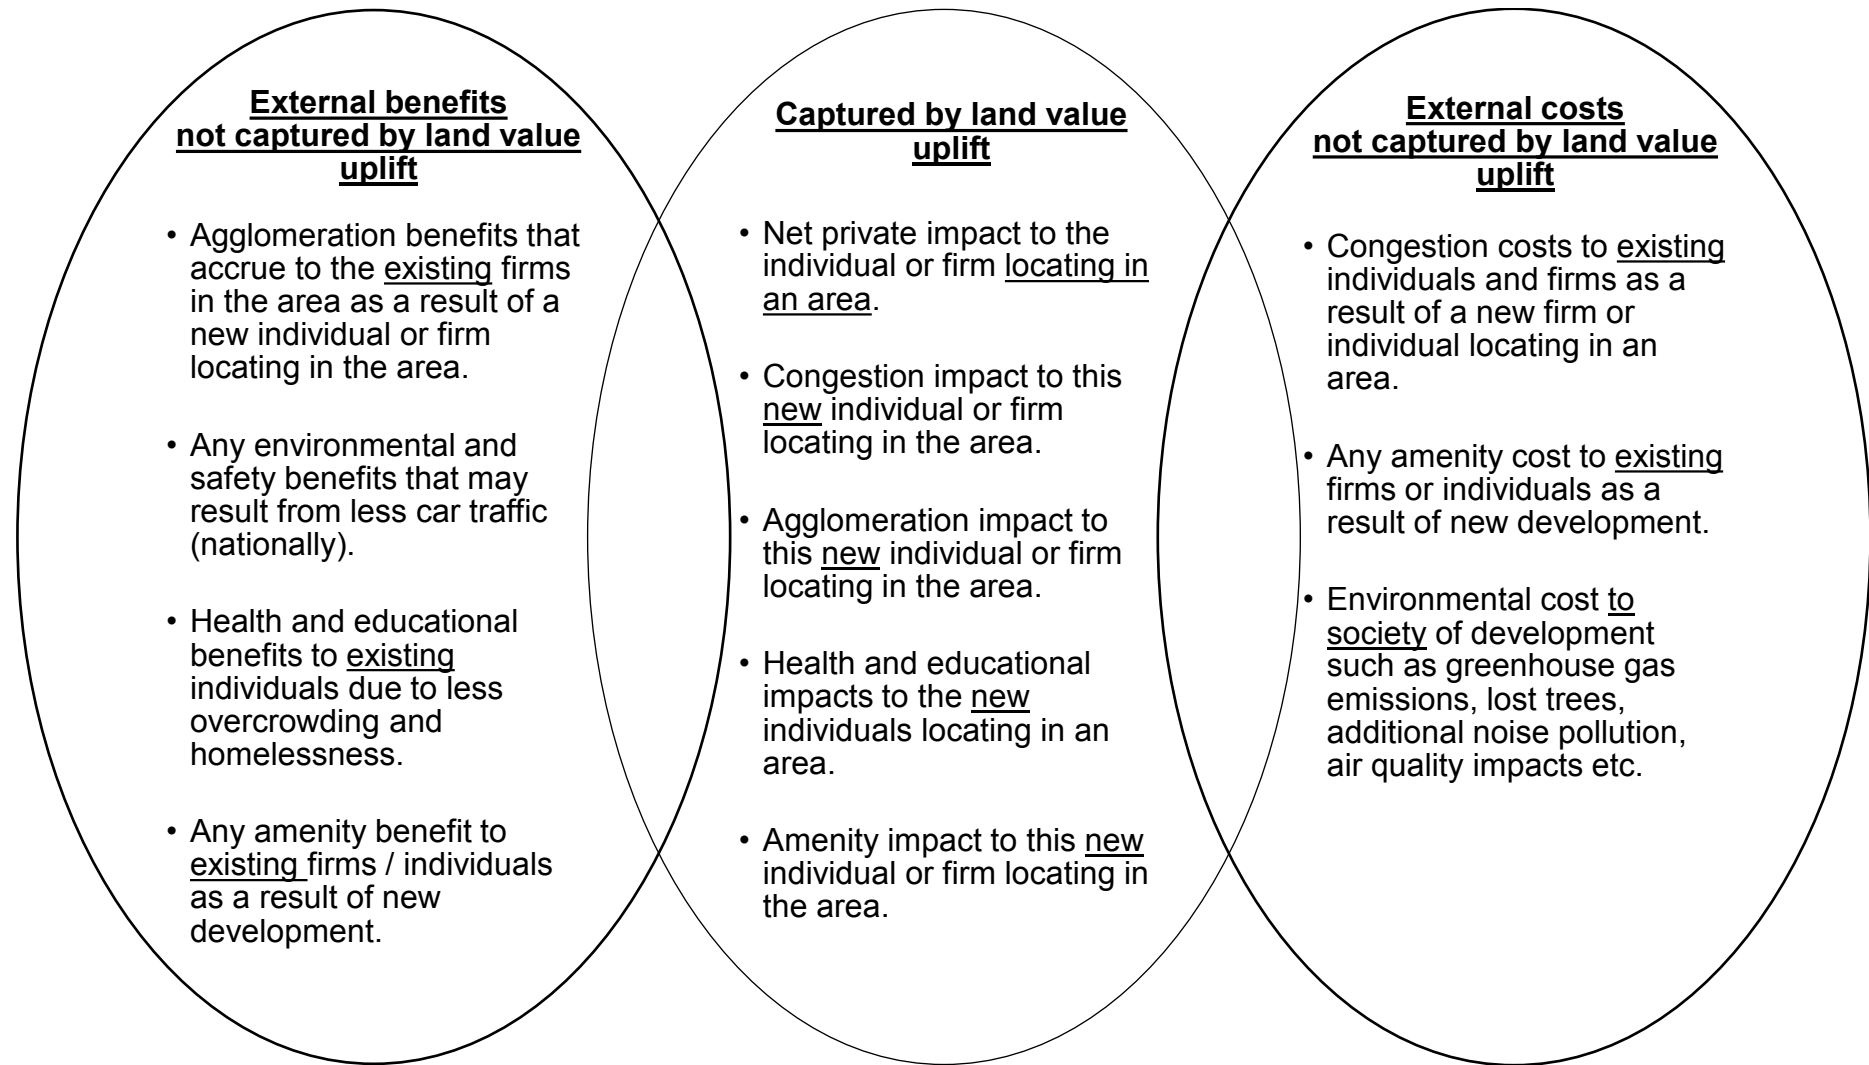 External benefits
not captured by land value
uplift
• Agglomeration benefits that
accrue to the existing firms
in the area as a result of a
new individual or firm
locating in the area.
• Any environmental and
safety benefits that may
result from less car traffic
(nationally).
• Health and educational
benefits to existing
individuals due to less
overcrowding and
homelessness.
• Any amenity benefit to
existing firms / individuals
as a result of new
development.
Captured by land value
uplift
• Net private impact to the
individual or firm locating in
an area.
• Congestion impact to this
new individual or firm
locating in the area.
• Agglomeration impact to
this new individual or firm
locating in the area.
• Health and educational
impacts to the new
individuals locating in an
area.
• Amenity impact to this new
individual or firm locating in
the area.
External costs
not captured by land value
uplift
• Congestion costs to existing
individuals and firms as a
result of a new firm or
individual locating in an
area.
• Any amenity cost to existing
firms or individuals as a
result of new development.
• Environmental cost to
society of development
such as greenhouse gas
emissions, lost trees,
additional noise pollution,
air quality impacts etc.